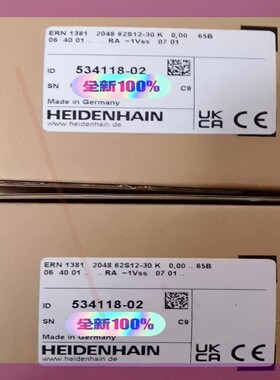 ERN 1381 2048 62S12-30 K 0,00 .. 65B
06 40 01 .. .. RA ~1Vss 07 01 ..
ID 534118-02
SN C9
全新100%
Made in Germany
HEIDENHAIN
www.heidenhain.de
UK
CA
ERN 1381 2048 62S12-30 K 0,00 .. 65B
06 40 01 .. .. RA ~1Vss 07 01 ..
ID 534118-02
SN C9
全新100%
Made in Germany
HEIDENHAIN
www.heidenhain.de
UK
CA